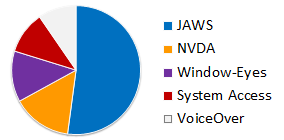 JAWS
NVDA
Window-Eyes
System Access
VoiceOver